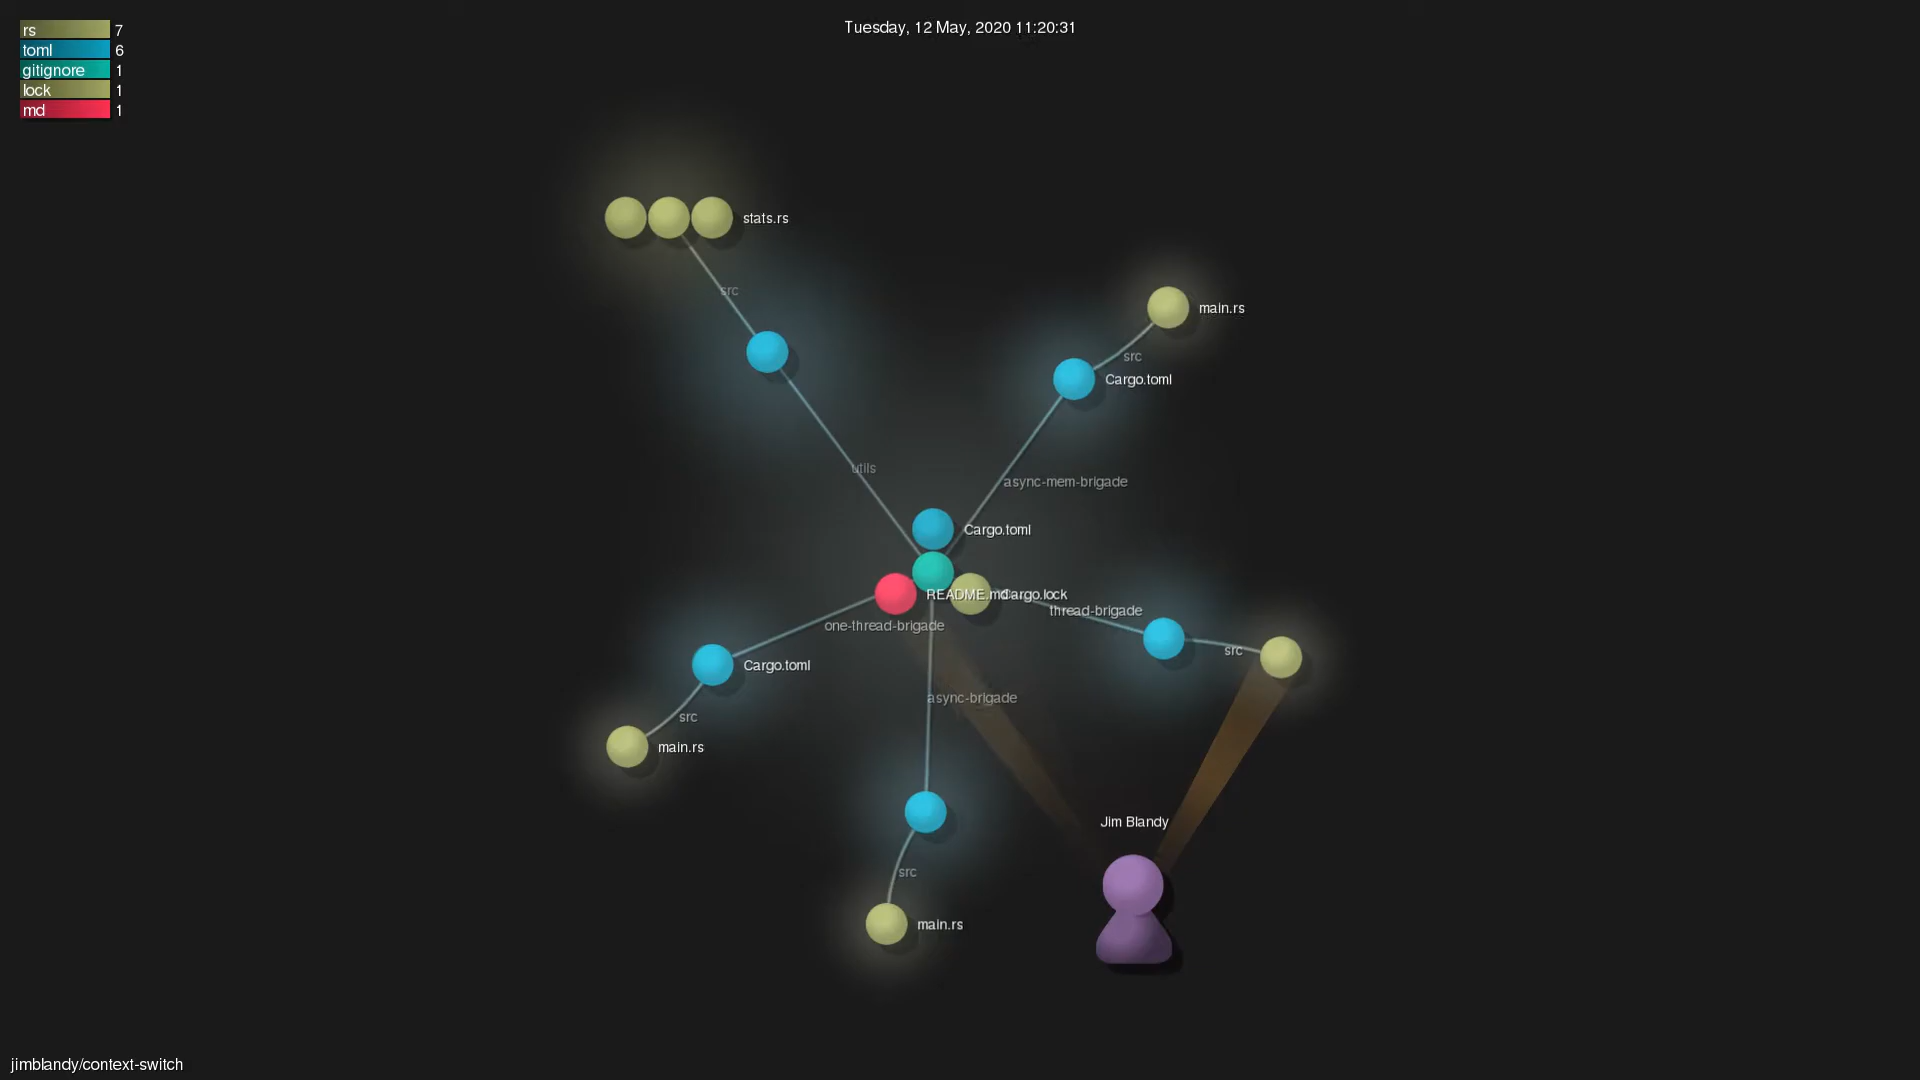 rs 7
toml 6
gitignore 1
lock 1
md 1
Tuesday, 12 May, 2020 11:20:31
stats.rs
src
main.rs
src
Cargo.toml
utils
async-mem-brigade
Cargo.toml
README.md
Cargo.lock
thread-brigade
one-thread-brigade
src
Cargo.toml
async-brigade
src
main.rs
Jim Blandy
src
main.rs
jimblandy/context-switch